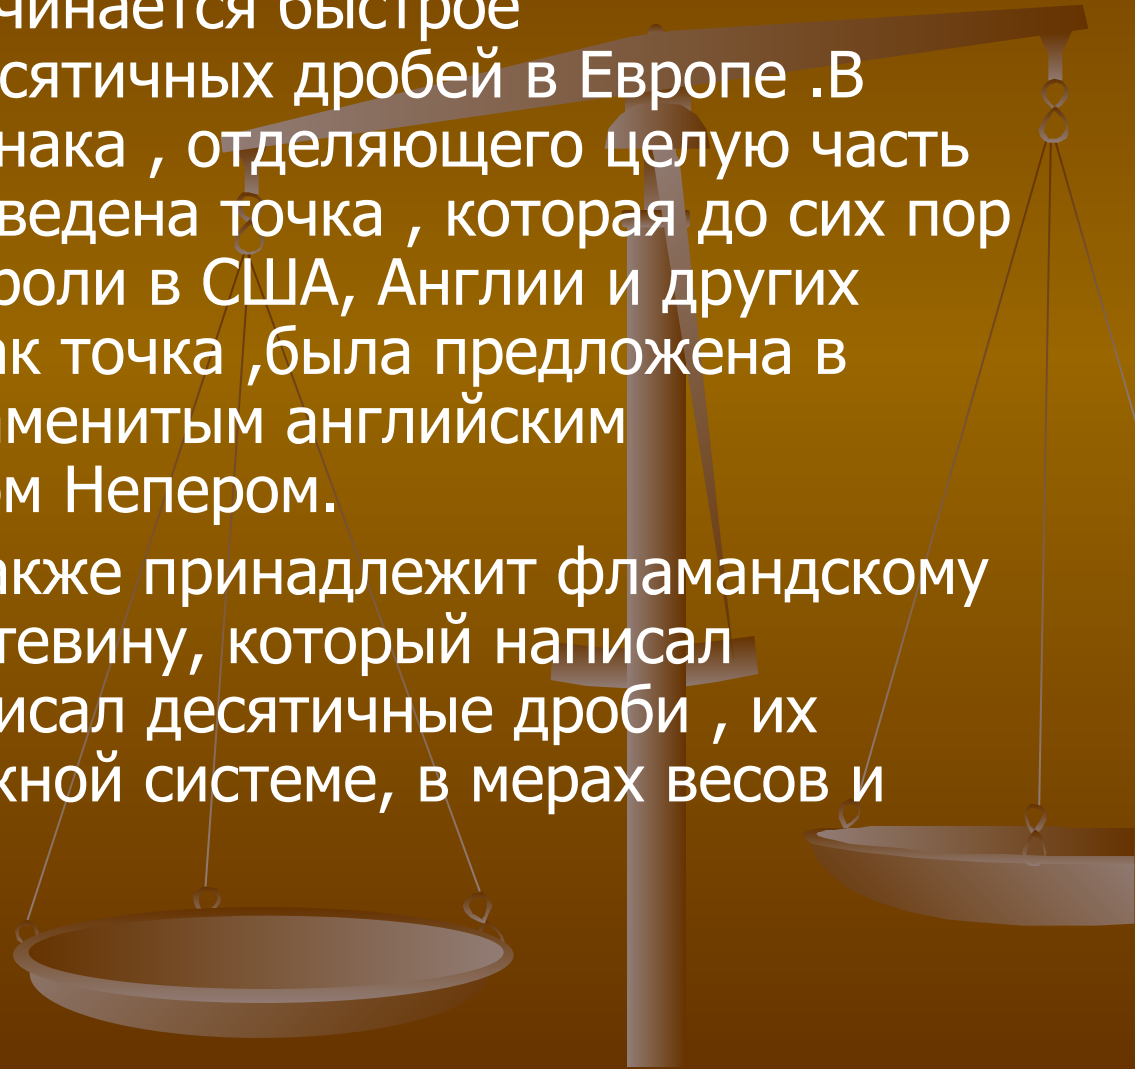 чинается быстрое
сятичных дробей в Европе .В
нака , отделяющего целую часть
ведена точка , которая до сих пор
роли в США, Англии и других
ак точка ,была предложена в
менитым английским
м Непером.
акже принадлежит фламандскому
тевину, который написал
исал десятичные дроби , их
жной системе, в мерах весов и